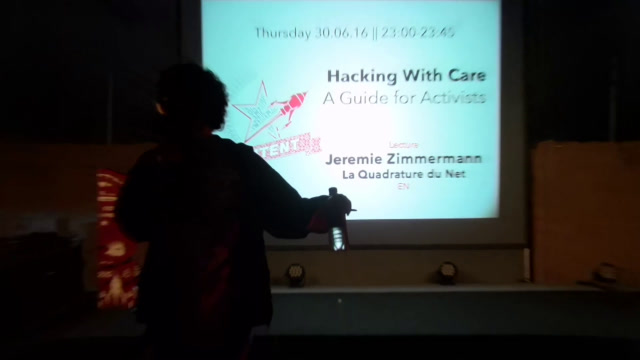 Thursday 30.06.16 || 23:00-23:45
Hacking With Care
A Guide for Activists
Lecture
Jeremie Zimmermann
La Quadrature du Net
EN